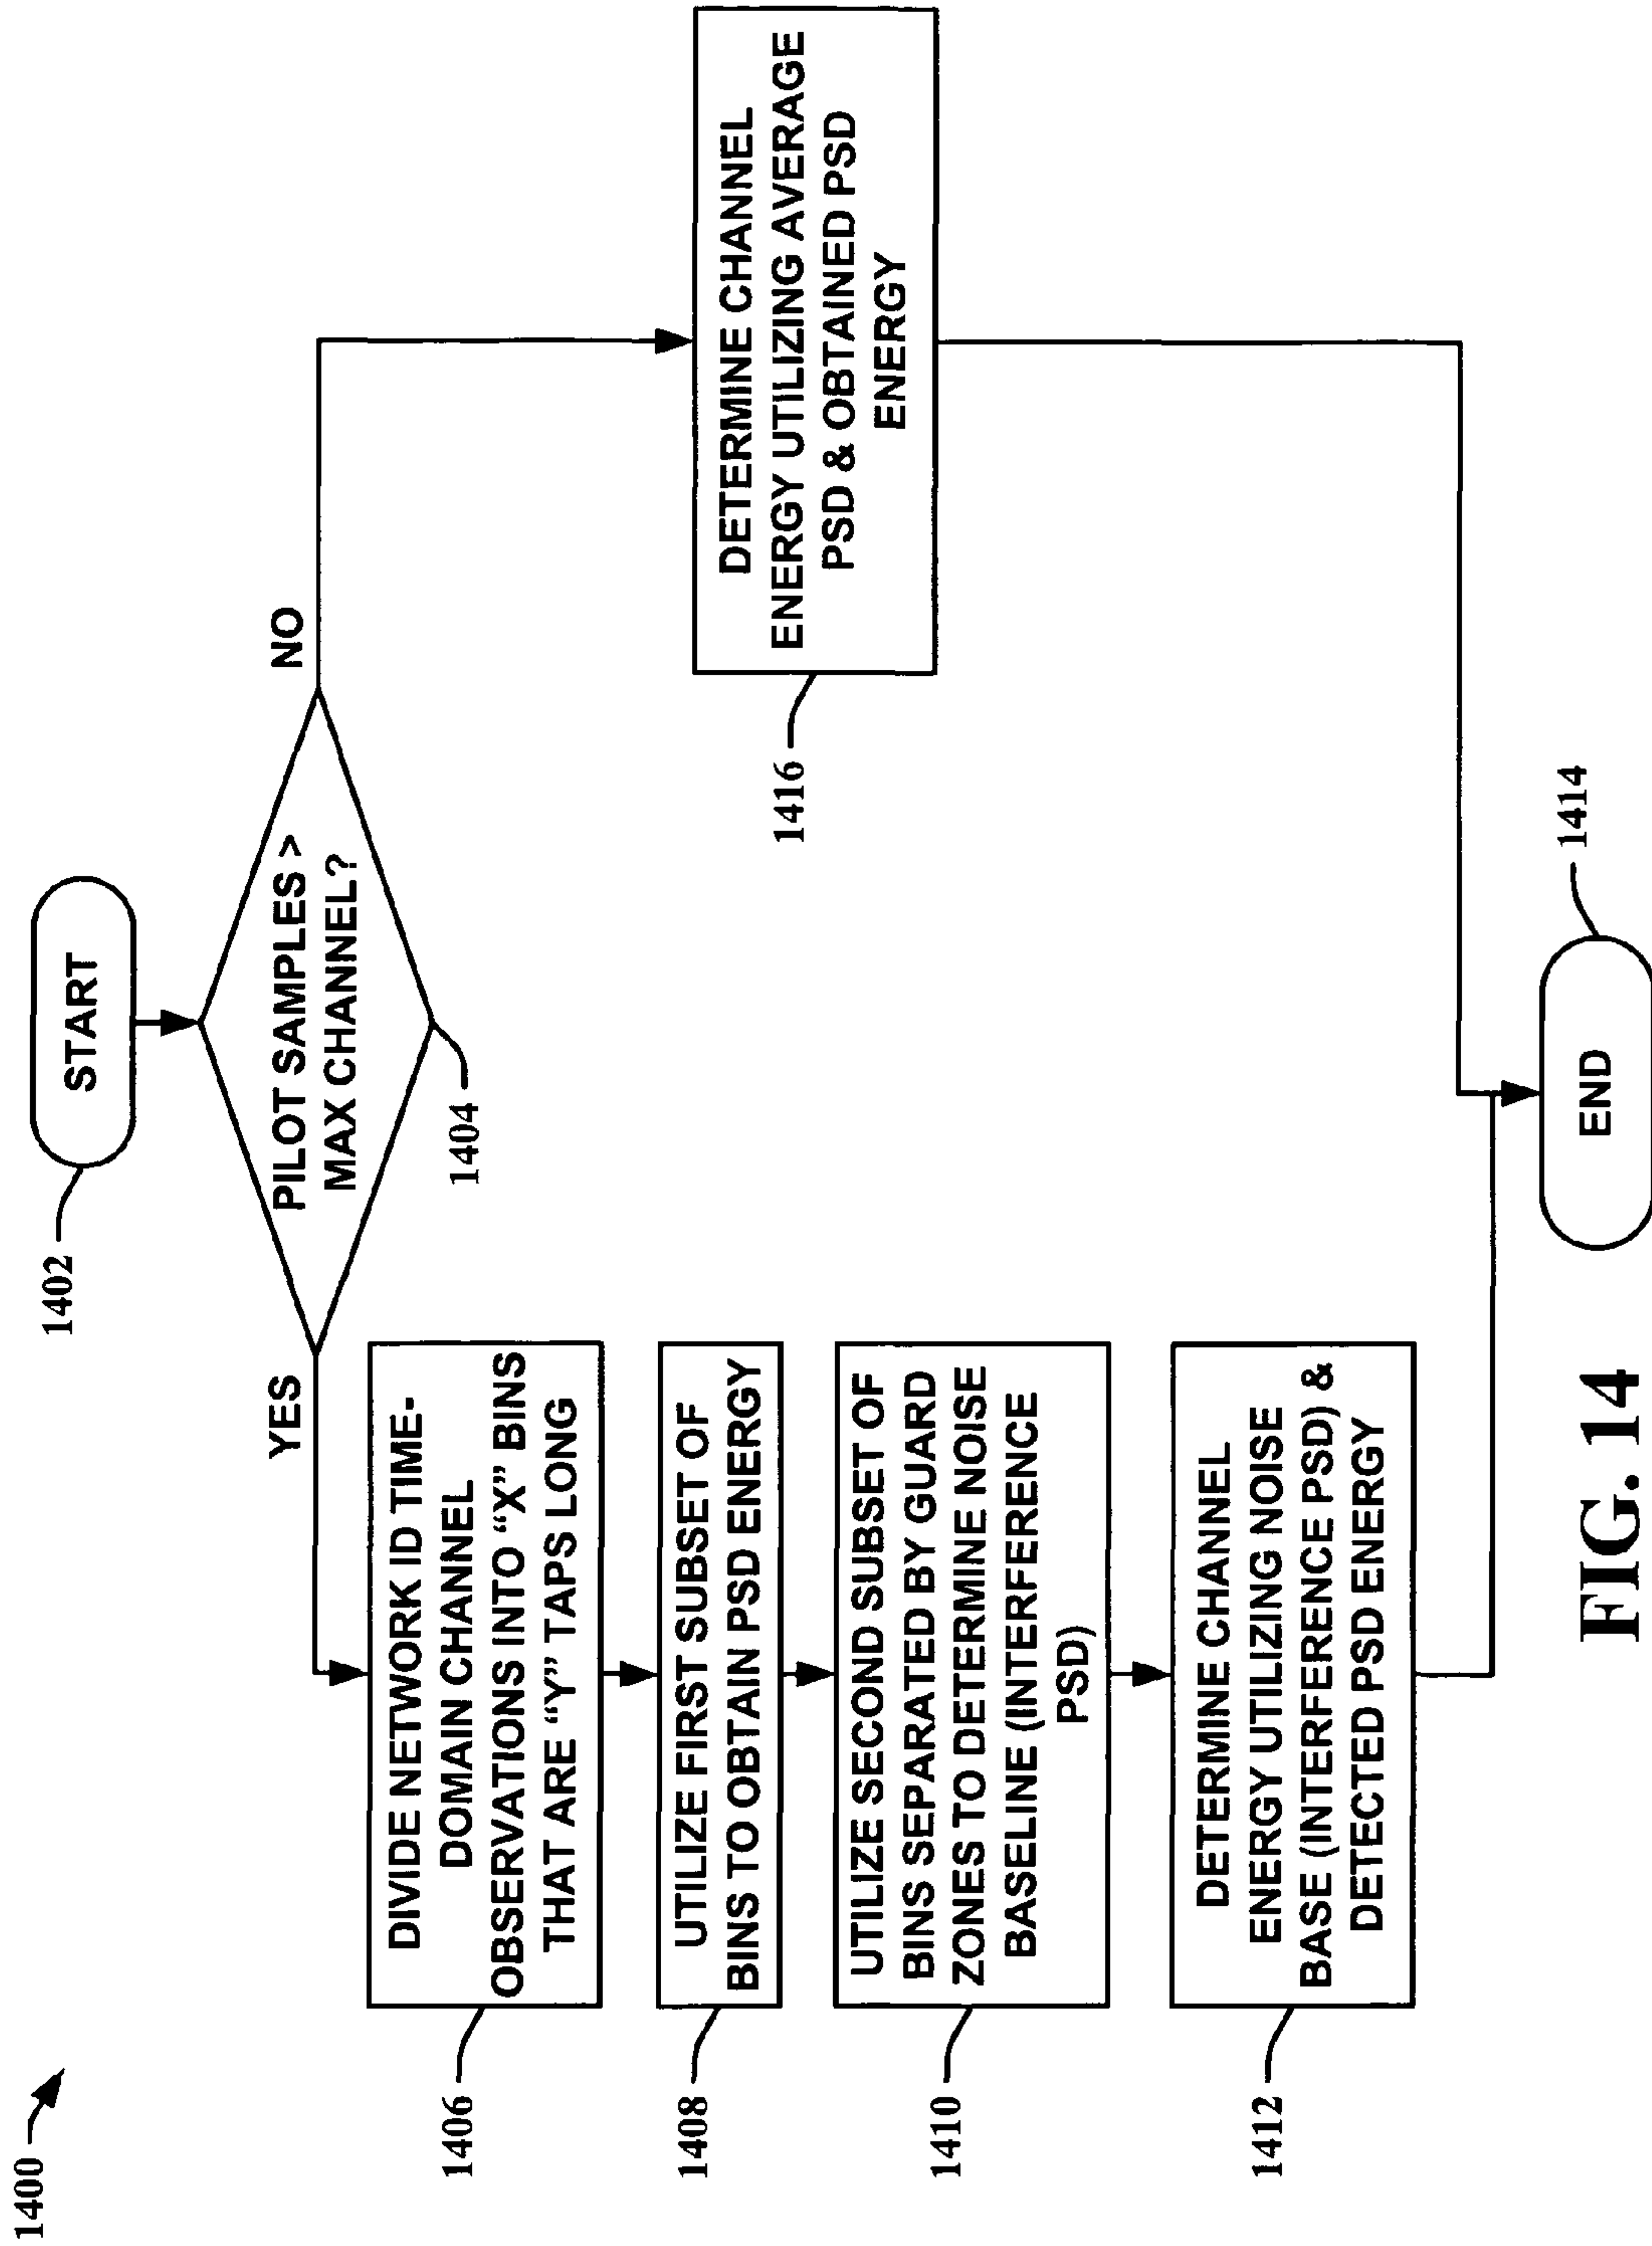 1400
START
1402
PILOT SAMPLES >
MAX CHANNEL?
1404
YES
NO
DIVIDE NETWORK ID TIME-
DOMAIN CHANNEL
OBSERVATIONS INTO “X” BINS
THAT ARE “Y” TAPS LONG
1406
UTILIZE FIRST SUBSET OF
BINS TO OBTAIN PSD ENERGY
1408
UTILIZE SECOND SUBSET OF
BINS SEPARATED BY GUARD
ZONES TO DETERMINE NOISE
BASELINE (INTERFERENCE
PSD)
1410
DETERMINE CHANNEL
ENERGY UTILIZING NOISE
BASE (INTERFERENCE PSD) &
DETECTED PSD ENERGY
1412
DETERMINE CHANNEL
ENERGY UTILIZING AVERAGE
PSD & OBTAINED PSD
ENERGY
1416
END
1414
FIG. 14